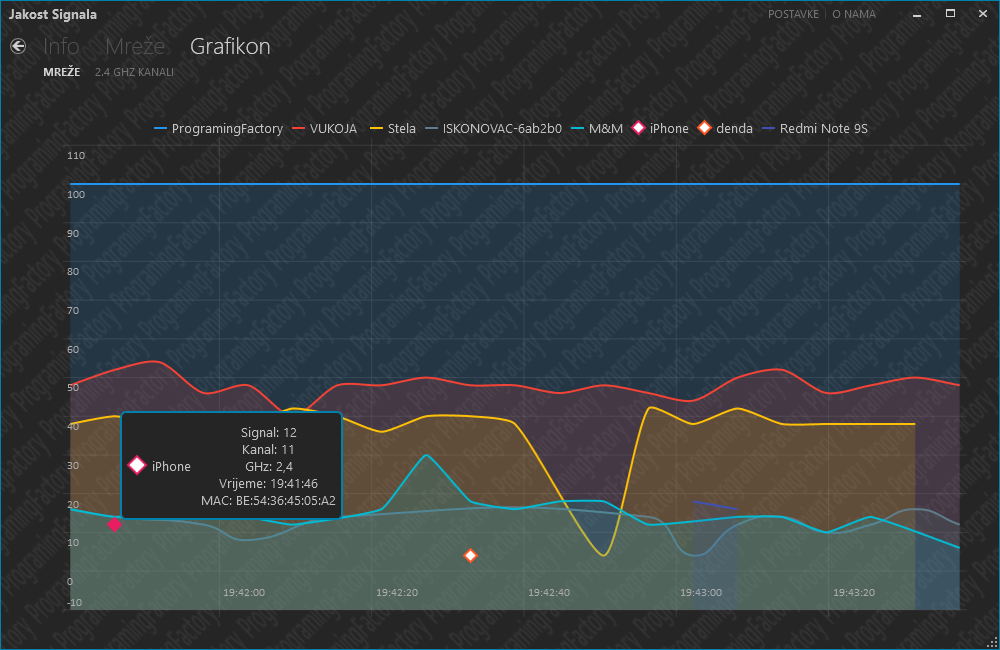 Jakost Signala
POSTAVKE | O NAMA
Info Mreže Grafikon
MREŽE 2.4 GHZ KANALI
ProgramingFactory VUKOJA Stela ISKONOVAC-6ab2b0 M&M iPhone denda Redmi Note 9S
110
100
90
80
70
60
50
40
30
20
10
0
-10
iPhone
Signal: 12
Kanal: 11
GHz: 2,4
Vrijeme: 19:41:46
MAC: BE:54:36:45:05:A2
19:42:00 19:42:20 19:42:40 19:43:00 19:43:20
ProgramingFactory